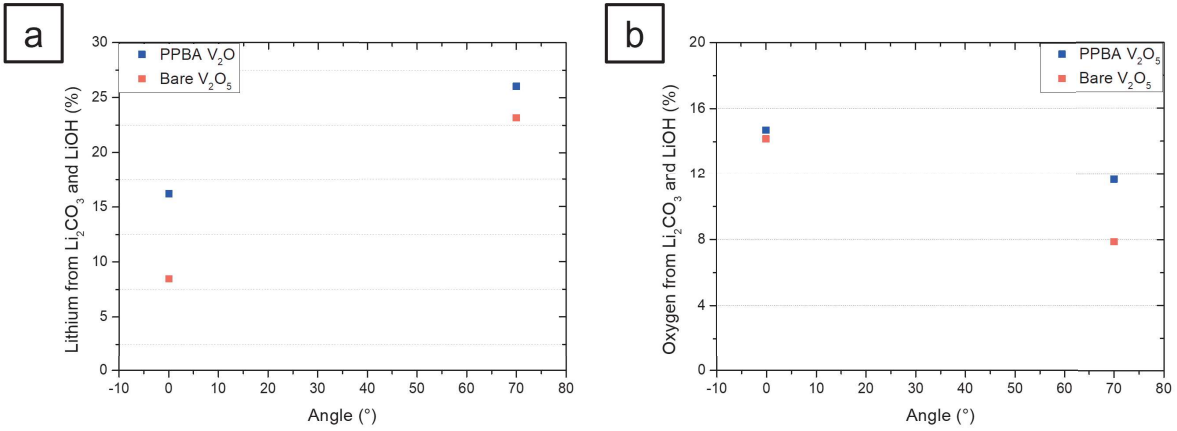 a
30
25
20
15
10
5
0
-10 0 10 20 30 40 50 60 70 80
Lithium from Li₂CO₃ and LiOH (%)
Angle (°)
PPBA V₂O
Bare V₂O₅
b
20
16
12
8
4
0
-10 0 10 20 30 40 50 60 70 80
Oxygen from Li₂CO₃ and LiOH (%)
Angle (°)
PPBA V₂O₅
Bare V₂O₅